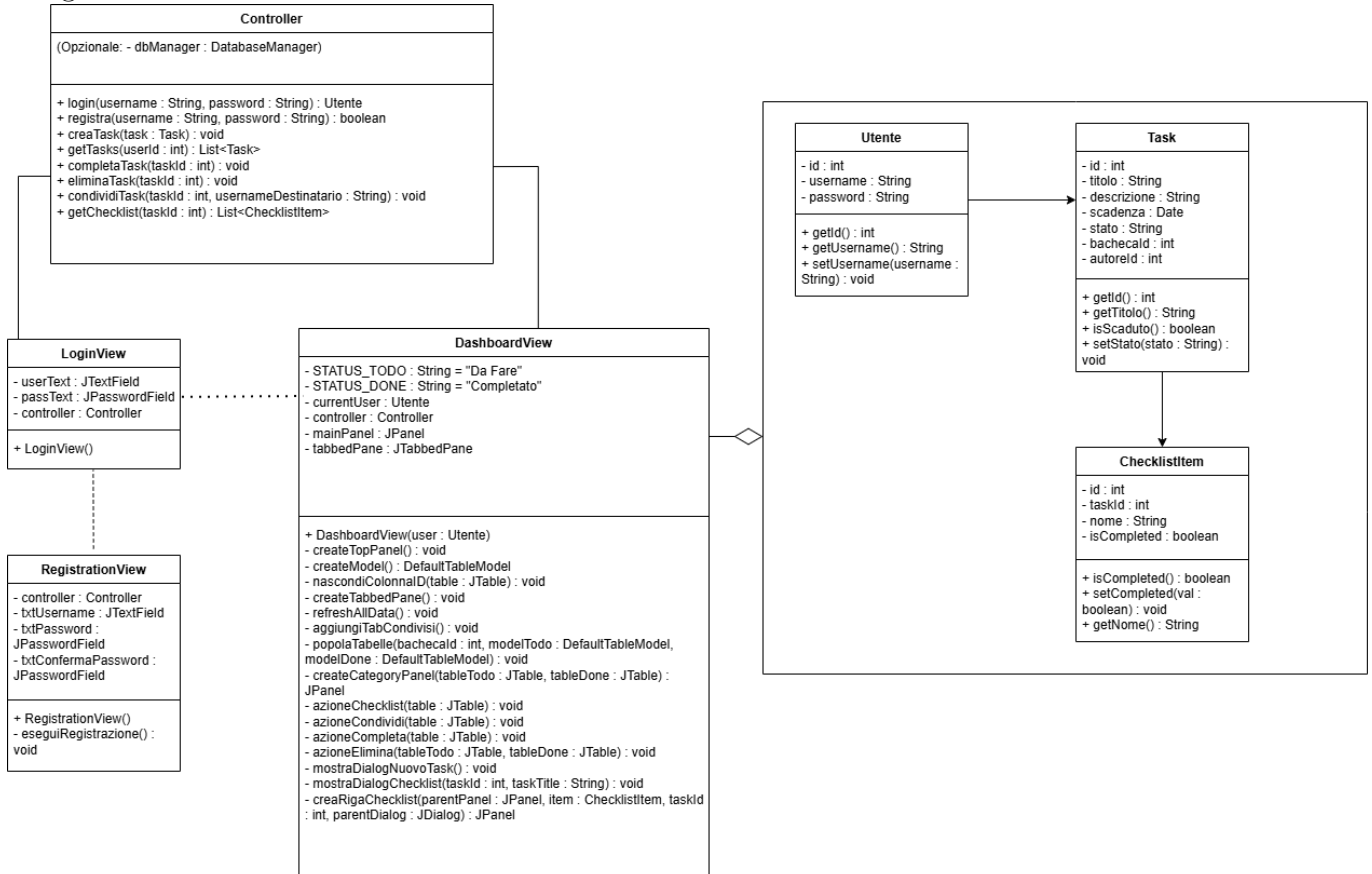 Controller
(Opzionale: - dbManager : DatabaseManager)
+ login(username : String, password : String) : Utente
+ registra(username : String, password : String) : boolean
+ creaTask(task : Task) : void
+ getTasks(userId : int) : List<Task>
+ completaTask(taskId : int) : void
+ eliminaTask(taskId : int) : void
+ condividiTask(taskId : int, usernameDestinatario : String) : void
+ getChecklist(taskId : int) : List<ChecklistItem>
LoginView
- userText : JTextField
- passText : JPasswordField
- controller : Controller
+ LoginView()
RegistrationView
- controller : Controller
- txtUsername : JTextField
- txtPassword :
JPasswordField
- txtConfermaPassword :
JPasswordField
+ RegistrationView()
- eseguiRegistrazione() :
void
DashboardView
- STATUS_TODO : String = "Da Fare"
- STATUS_DONE : String = "Completato"
- currentUser : Utente
- controller : Controller
- mainPanel : JPanel
- tabbedPane : JTabbedPane
+ DashboardView(user : Utente)
- createTopPanel() : void
- createModel() : DefaultTableModel
- nascondiColonnaID(table : JTable) : void
- createTabbedPane() : void
- refreshAllData() : void
- aggiungiTabCondivisi() : void
- popolaTabelle(bachecaId : int, modelTodo : DefaultTableModel,
modelDone : DefaultTableModel) : void
- createCategoryPanel(tableTodo : JTable, tableDone : JTable) :
JPanel
- azioneChecklist(table : JTable) : void
- azioneCondividi(table : JTable) : void
- azioneCompleta(table : JTable) : void
- azioneElimina(tableTodo : JTable, tableDone : JTable) : void
- mostraDialogNuovoTask() : void
- mostraDialogChecklist(taskId : int, taskTitle : String) : void
- creaRigaChecklist(parentPanel : JPanel, item : ChecklistItem, taskId
: int, parentDialog : JDialog) : JPanel
Utente
- id : int
- username : String
- password : String
+ getId() : int
+ getUsername() : String
+ setUsername(username :
String) : void
Task
- id : int
- titolo : String
- descrizione : String
- scadenza : Date
- stato : String
- bachecaId : int
- autoreId : int
+ getId() : int
+ getTitolo() : String
+ isScaduto() : boolean
+ setStato(stato : String) :
void
ChecklistItem
- id : int
- taskId : int
- nome : String
- isCompleted : boolean
+ isCompleted() : boolean
+ setCompleted(val :
boolean) : void
+ getNome() : String